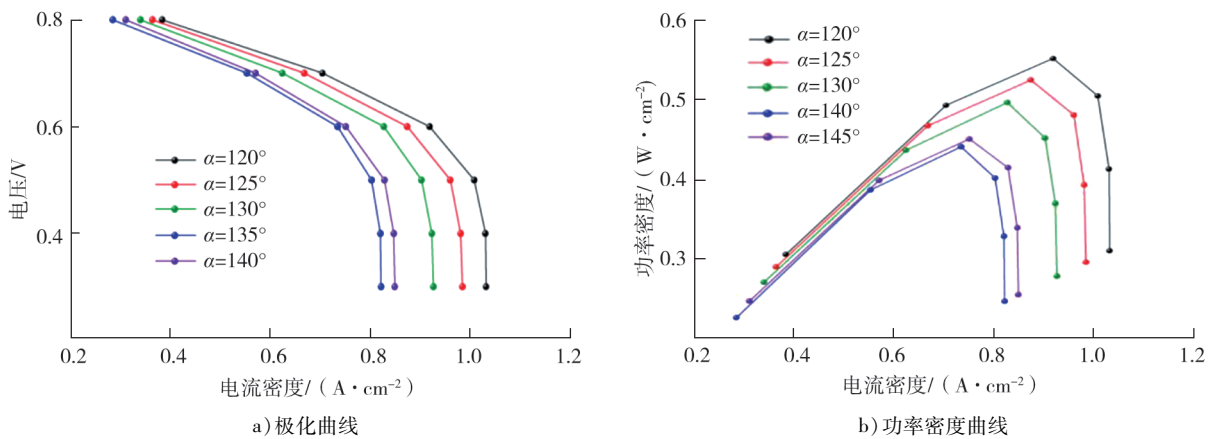 0.8
0.6
0.4
电压/V
α=120°
α=125°
α=130°
α=135°
α=140°
0.2 0.4 0.6 0.8 1.0 1.2
电流密度/（A·cm⁻²）
a)极化曲线
0.6
0.5
0.4
0.3
功率密度/（W·cm⁻²）
α=120°
α=125°
α=130°
α=140°
α=145°
0.2 0.4 0.6 0.8 1.0 1.2
电流密度/（A·cm⁻²）
b)功率密度曲线